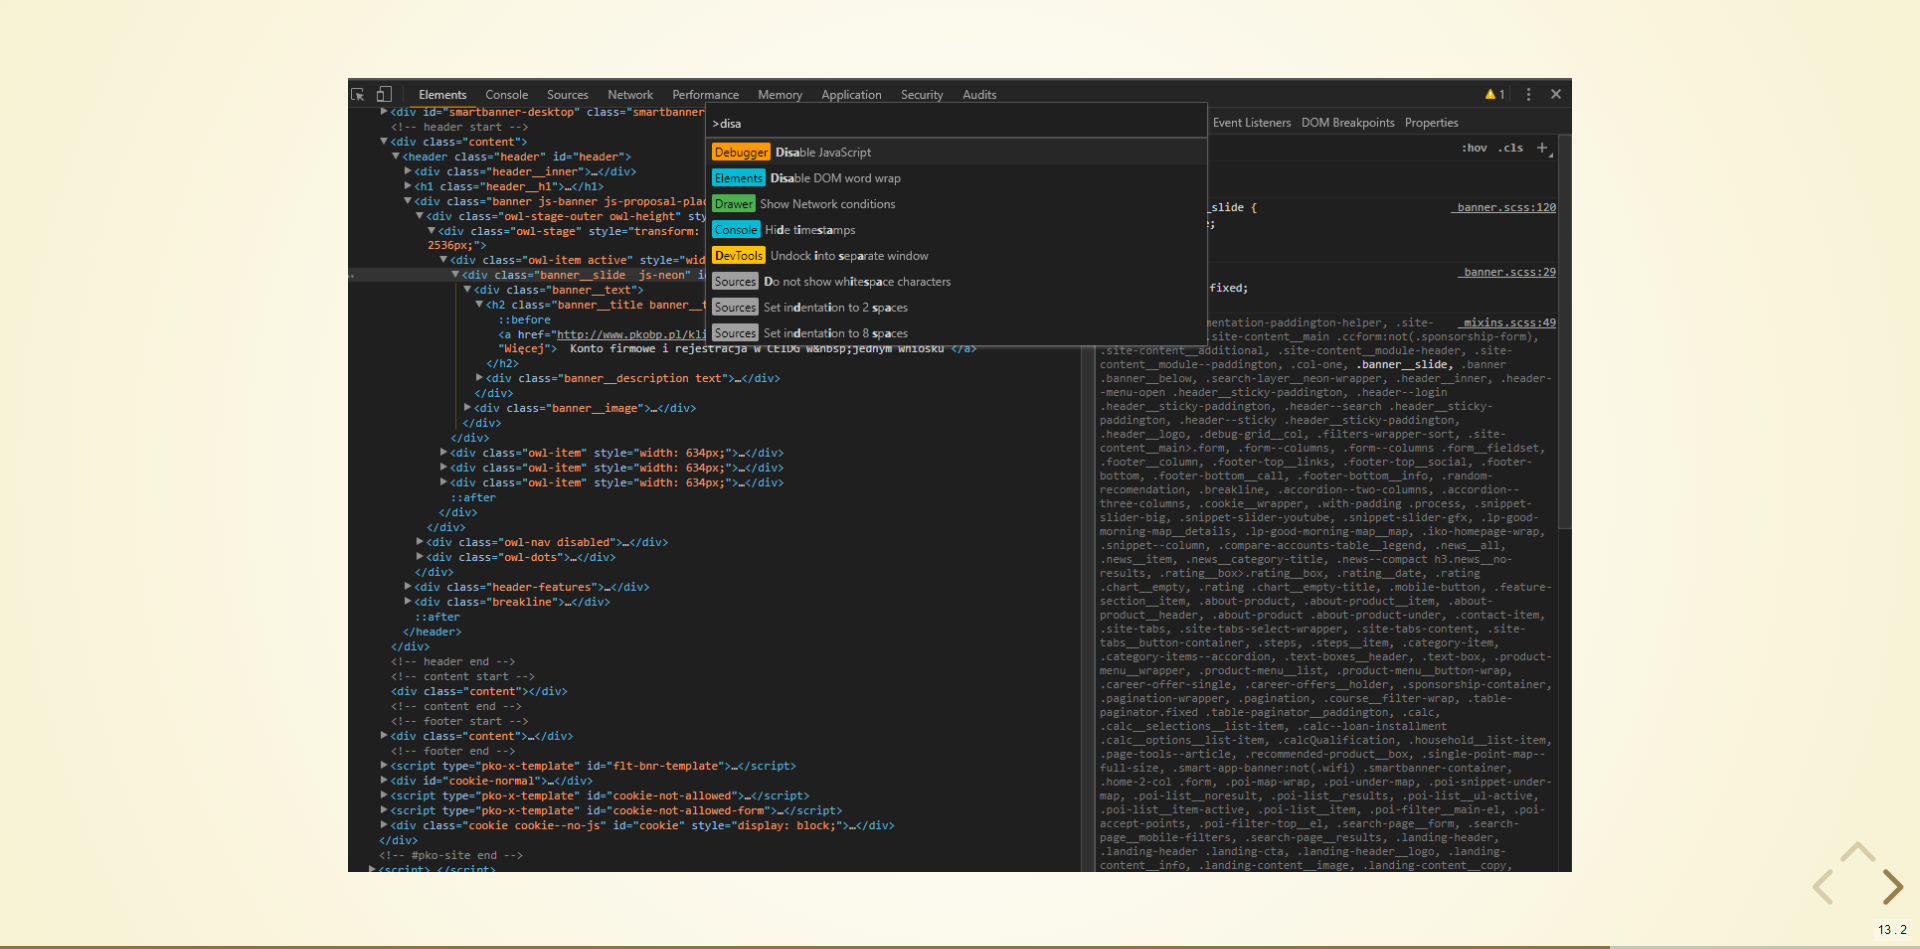 Elements Console Sources Network Performance Memory Application Security Audits 1
<div id="smartbanner-desktop" class="smartbanner
<!-- header start -->
<div class="content">
<header class="header" id="header">
<div class="header__inner">…</div>
<h1 class="header__h1">…</h1>
<div class="banner js-banner js-proposal-plac
<div class="owl-stage-outer owl-height" sty
<div class="owl-stage" style="transform:
2536px;">
<div class="owl-item active" style="wid
<div class="banner__slide  js-neon" i
<div class="banner__text">
<h2 class="banner__title banner__t
::before
<a href="http://www.pkobp.pl/kli
"Więcej">  Konto firmowe i rejestracja w CEIDG w&nbsp;jednym wniosku </a>
</h2>
<div class="banner__description text">…</div>
</div>
<div class="banner__image">…</div>
</div>
</div>
<div class="owl-item" style="width: 634px;">…</div>
<div class="owl-item" style="width: 634px;">…</div>
<div class="owl-item" style="width: 634px;">…</div>
::after
</div>
</div>
<div class="owl-nav disabled">…</div>
<div class="owl-dots">…</div>
</div>
<div class="header-features">…</div>
<div class="breakline">…</div>
::after
</header>
</div>
<!-- header end -->
<!-- content start -->
<div class="content"></div>
<!-- content end -->
<!-- footer start -->
<div class="content">…</div>
<!-- footer end -->
<script type="pko-x-template" id="flt-bnr-template">…</script>
<div id="cookie-normal">…</div>
<script type="pko-x-template" id="cookie-not-allowed">…</script>
<script type="pko-x-template" id="cookie-not-allowed-form">…</script>
<div class="cookie cookie--no-js" id="cookie" style="display: block;">…</div>
</div>
<!-- #pko-site end -->
<script> </script>
>disa
Debugger Disable JavaScript
Elements Disable DOM word wrap
Drawer Show Network conditions
Console Hide timestamps
DevTools Undock into separate window
Sources Do not show whitespace characters
Sources Set indentation to 2 spaces
Sources Set indentation to 8 spaces
Event Listeners DOM Breakpoints Properties
:hov .cls +
_slide { _banner.scss:120
;
_banner.scss:29
fixed;
mentation-paddington-helper, .site- _mixins.scss:49
.site-content__main .ccform:not(.sponsorship-form),
.site-content__additional, .site-content__module-header, .site-
content__module--paddington, .col-one, .banner__slide, .banner
.banner__below, .search-layer__neon-wrapper, .header__inner, .header-
-menu-open .header__sticky-paddington, .header--login
.header__sticky-paddington, .header--search .header__sticky-
paddington, .header--sticky .header__sticky-paddington,
.header__logo, .debug-grid__col, .filters-wrapper-sort, .site-
content__main>.form, .form--columns, .form--columns .form__fieldset,
.footer__column, .footer-top__links, .footer-top__social, .footer-
bottom, .footer-bottom__call, .footer-bottom__info, .random-
recomendation, .breakline, .accordion--two-columns, .accordion--
three-columns, .cookie__wrapper, .with-padding .process, .snippet-
slider-big, .snippet-slider-youtube, .snippet-slider-gfx, .lp-good-
morning-map__details, .lp-good-morning-map__map, .iko-homepage-wrap,
.snippet--column, .compare-accounts-table__legend, .news__all,
.news__item, .news__category-title, .news--compact h3.news__no-
results, .rating__box>.rating__box, .rating__date, .rating
.chart__empty, .rating .chart__empty-title, .mobile-button, .feature-
section__item, .about-product, .about-product__item, .about-
product__header, .about-product .about-product-under, .contact-item,
.site-tabs, .site-tabs-select-wrapper, .site-tabs-content, .site-
tabs__button-container, .steps, .steps__item, .category-item,
.category-items--accordion, .text-boxes__header, .text-box, .product-
menu__wrapper, .product-menu__list, .product-menu__button-wrap,
.career-offer-single, .career-offers__holder, .sponsorship-container,
.pagination-wrapper, .pagination, .course__filter-wrap, .table-
paginator.fixed .table-paginator__paddington, .calc,
.calc__selections__list-item, .calc--loan-installment
.calc__options__list-item, .calcQualification, .household__list-item,
.page-tools--article, .recommended-product__box, .single-point-map--
full-size, .smart-app-banner:not(.wifi) .smartbanner-container,
.home-2-col .form, .poi-map-wrap, .poi-under-map, .poi-snippet-under-
map, .poi-list__noresult, .poi-list__results, .poi-list__ul-active,
.poi-list__item-active, .poi-list__item, .poi-filter__main-el, .poi-
accept-points, .poi-filter-top__el, .search-page__form, .search-
page__mobile-filters, .search-page__results, .landing-header,
.landing-header .landing-cta, .landing-header__logo, .landing-
content__info, .landing-content__image, .landing-content__copy,
13.2